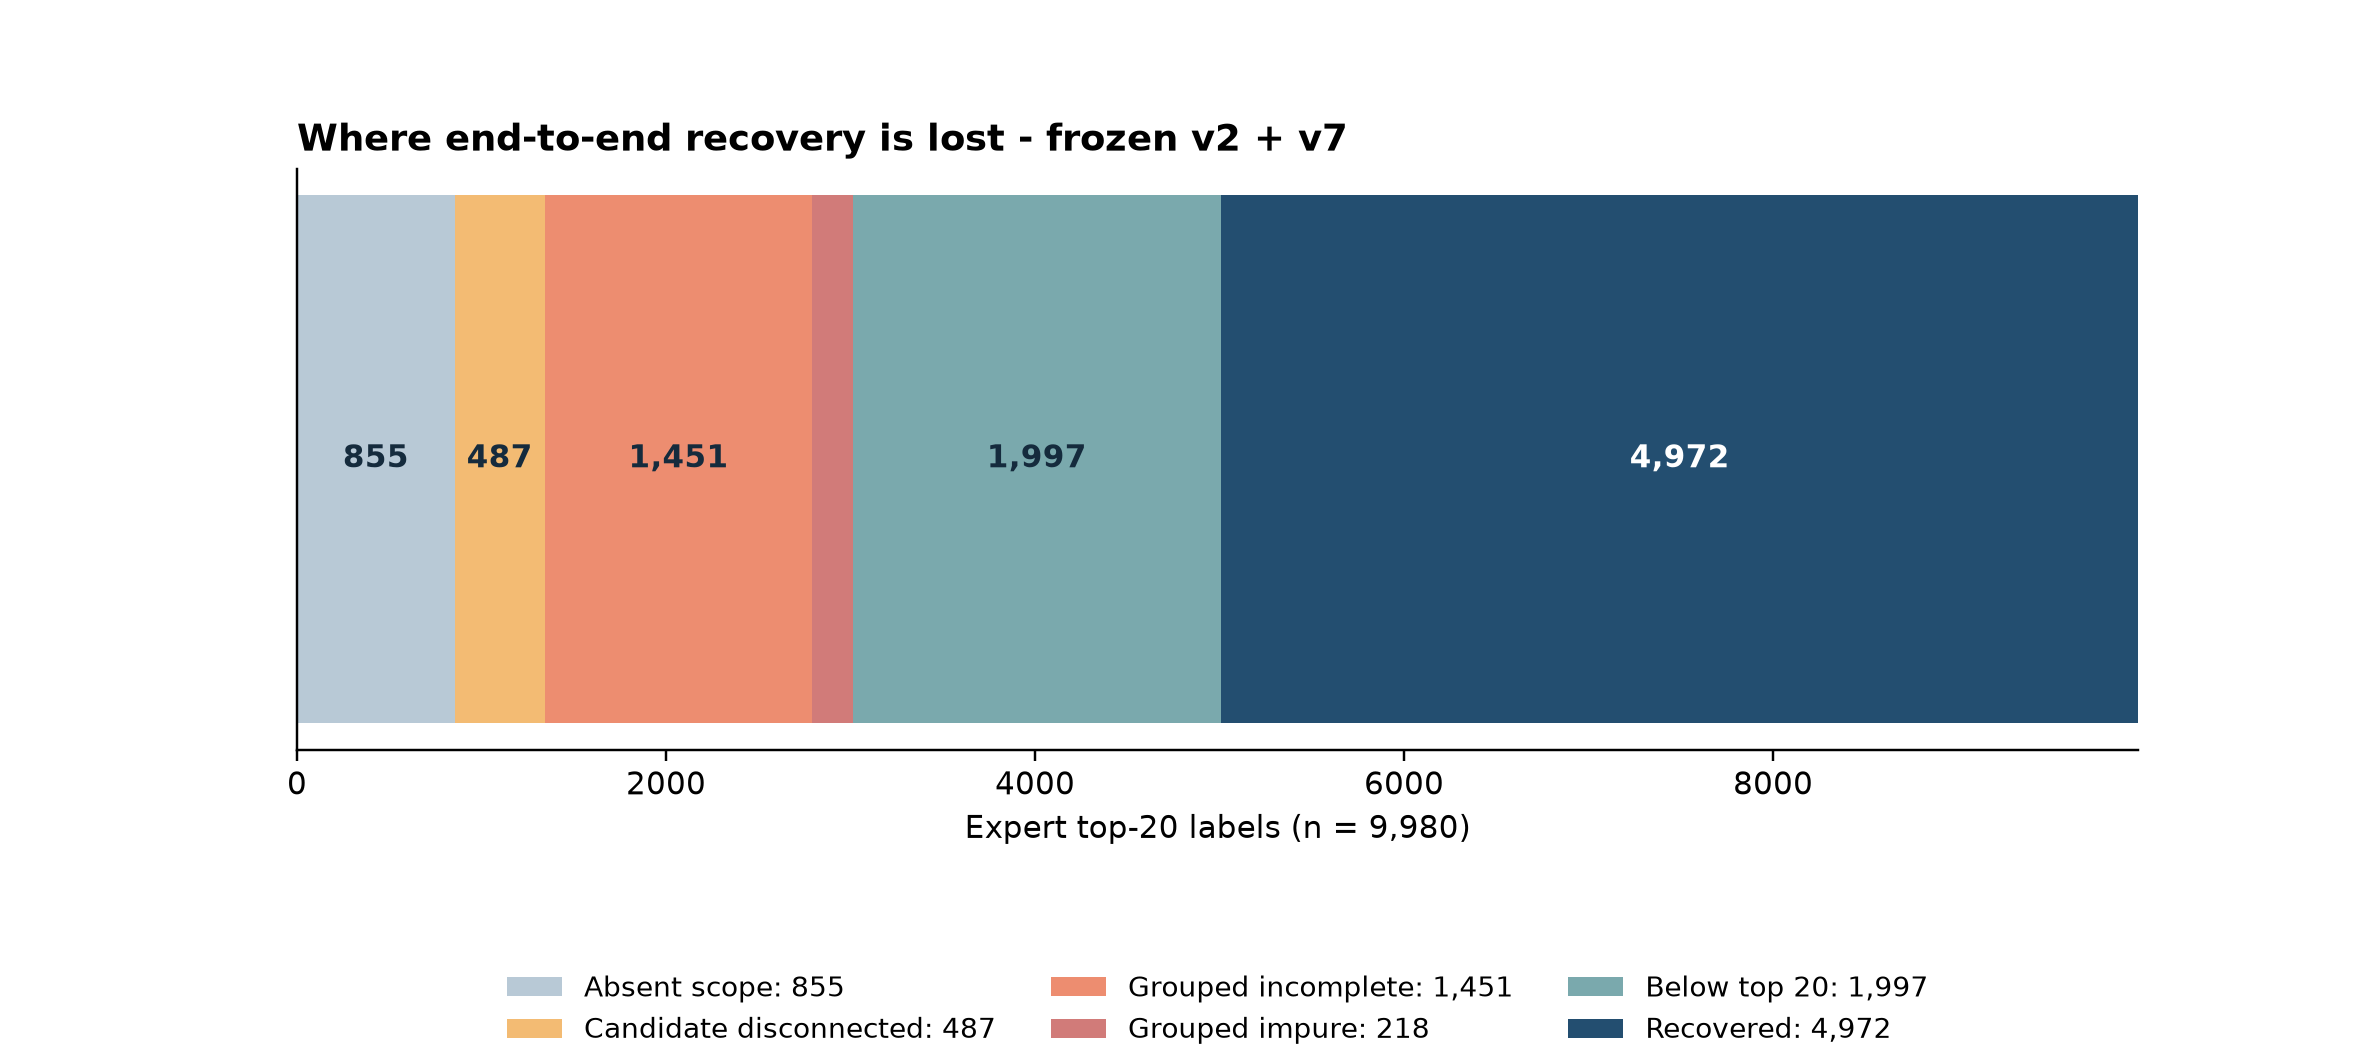 Where end-to-end recovery is lost - frozen v2 + v7
855 487 1,451 1,997 4,972
0 2000 4000 6000 8000
Expert top-20 labels (n = 9,980)
Absent scope: 855 Grouped incomplete: 1,451 Below top 20: 1,997
Candidate disconnected: 487 Grouped impure: 218 Recovered: 4,972